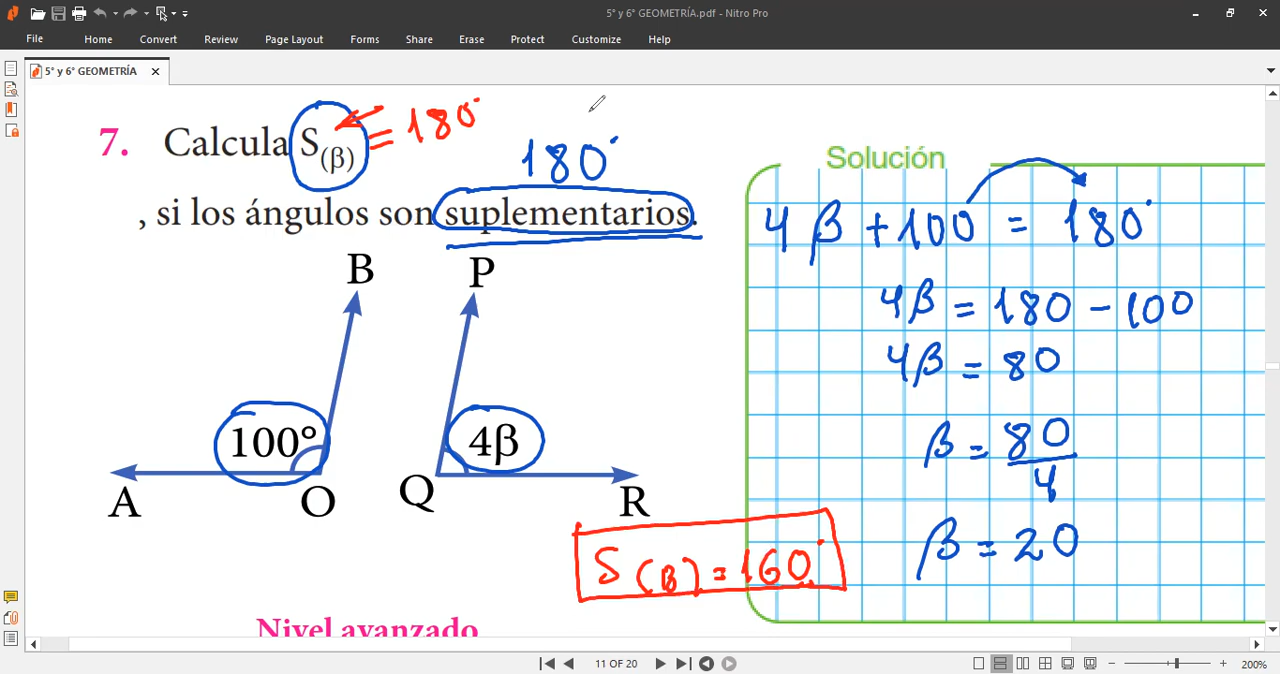 5° y 6° GEOMETRÍA.pdf - Nitro Pro
File Home Convert Review Page Layout Forms Share Erase Protect Customize Help
5° y 6° GEOMETRÍA
7. Calcula S(β) = 180°
180°
, si los ángulos son suplementarios.
B
P
100°
4β
A
O
Q
R
Solución
4β + 100 = 180°
4β = 180 - 100
4β = 80
β = 80/4
β = 20
S(β) = 160°
Nivel avanzado
11 OF 20
200%